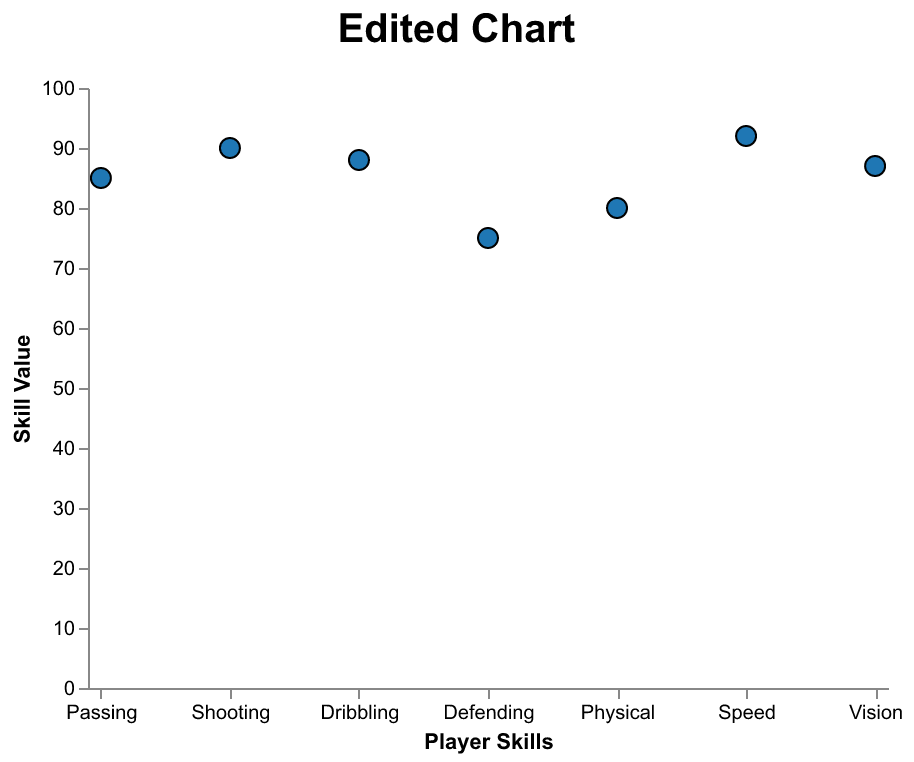 Edited Chart
100
90
80
70
60
50
40
30
20
10
0
Skill Value
Passing Shooting Dribbling Defending Physical Speed Vision
Player Skills